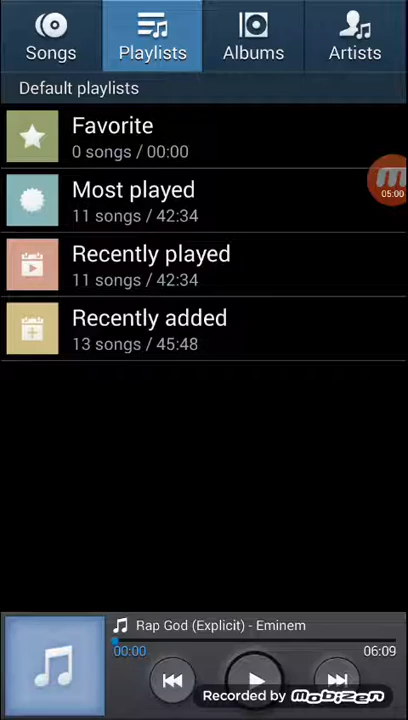 Songs Playlists Albums Artists
Default playlists
Favorite
0 songs / 00:00
Most played
11 songs / 42:34
05:00
Recently played
11 songs / 42:34
Recently added
13 songs / 45:48
Rap God (Explicit) - Eminem
00:00 06:09
Recorded by mobizen